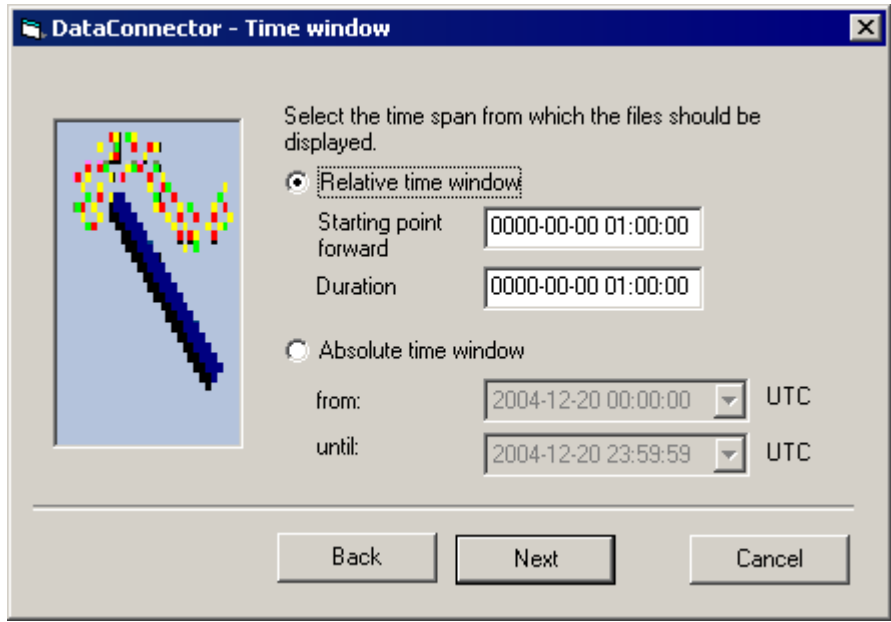 DataConnector - Time window
Select the time span from which the files should be
displayed.
Relative time window
Starting point
forward
0000-00-00 01:00:00
Duration
0000-00-00 01:00:00
Absolute time window
from:
2004-12-20 00:00:00
UTC
until:
2004-12-20 23:59:59
UTC
Back
Next
Cancel